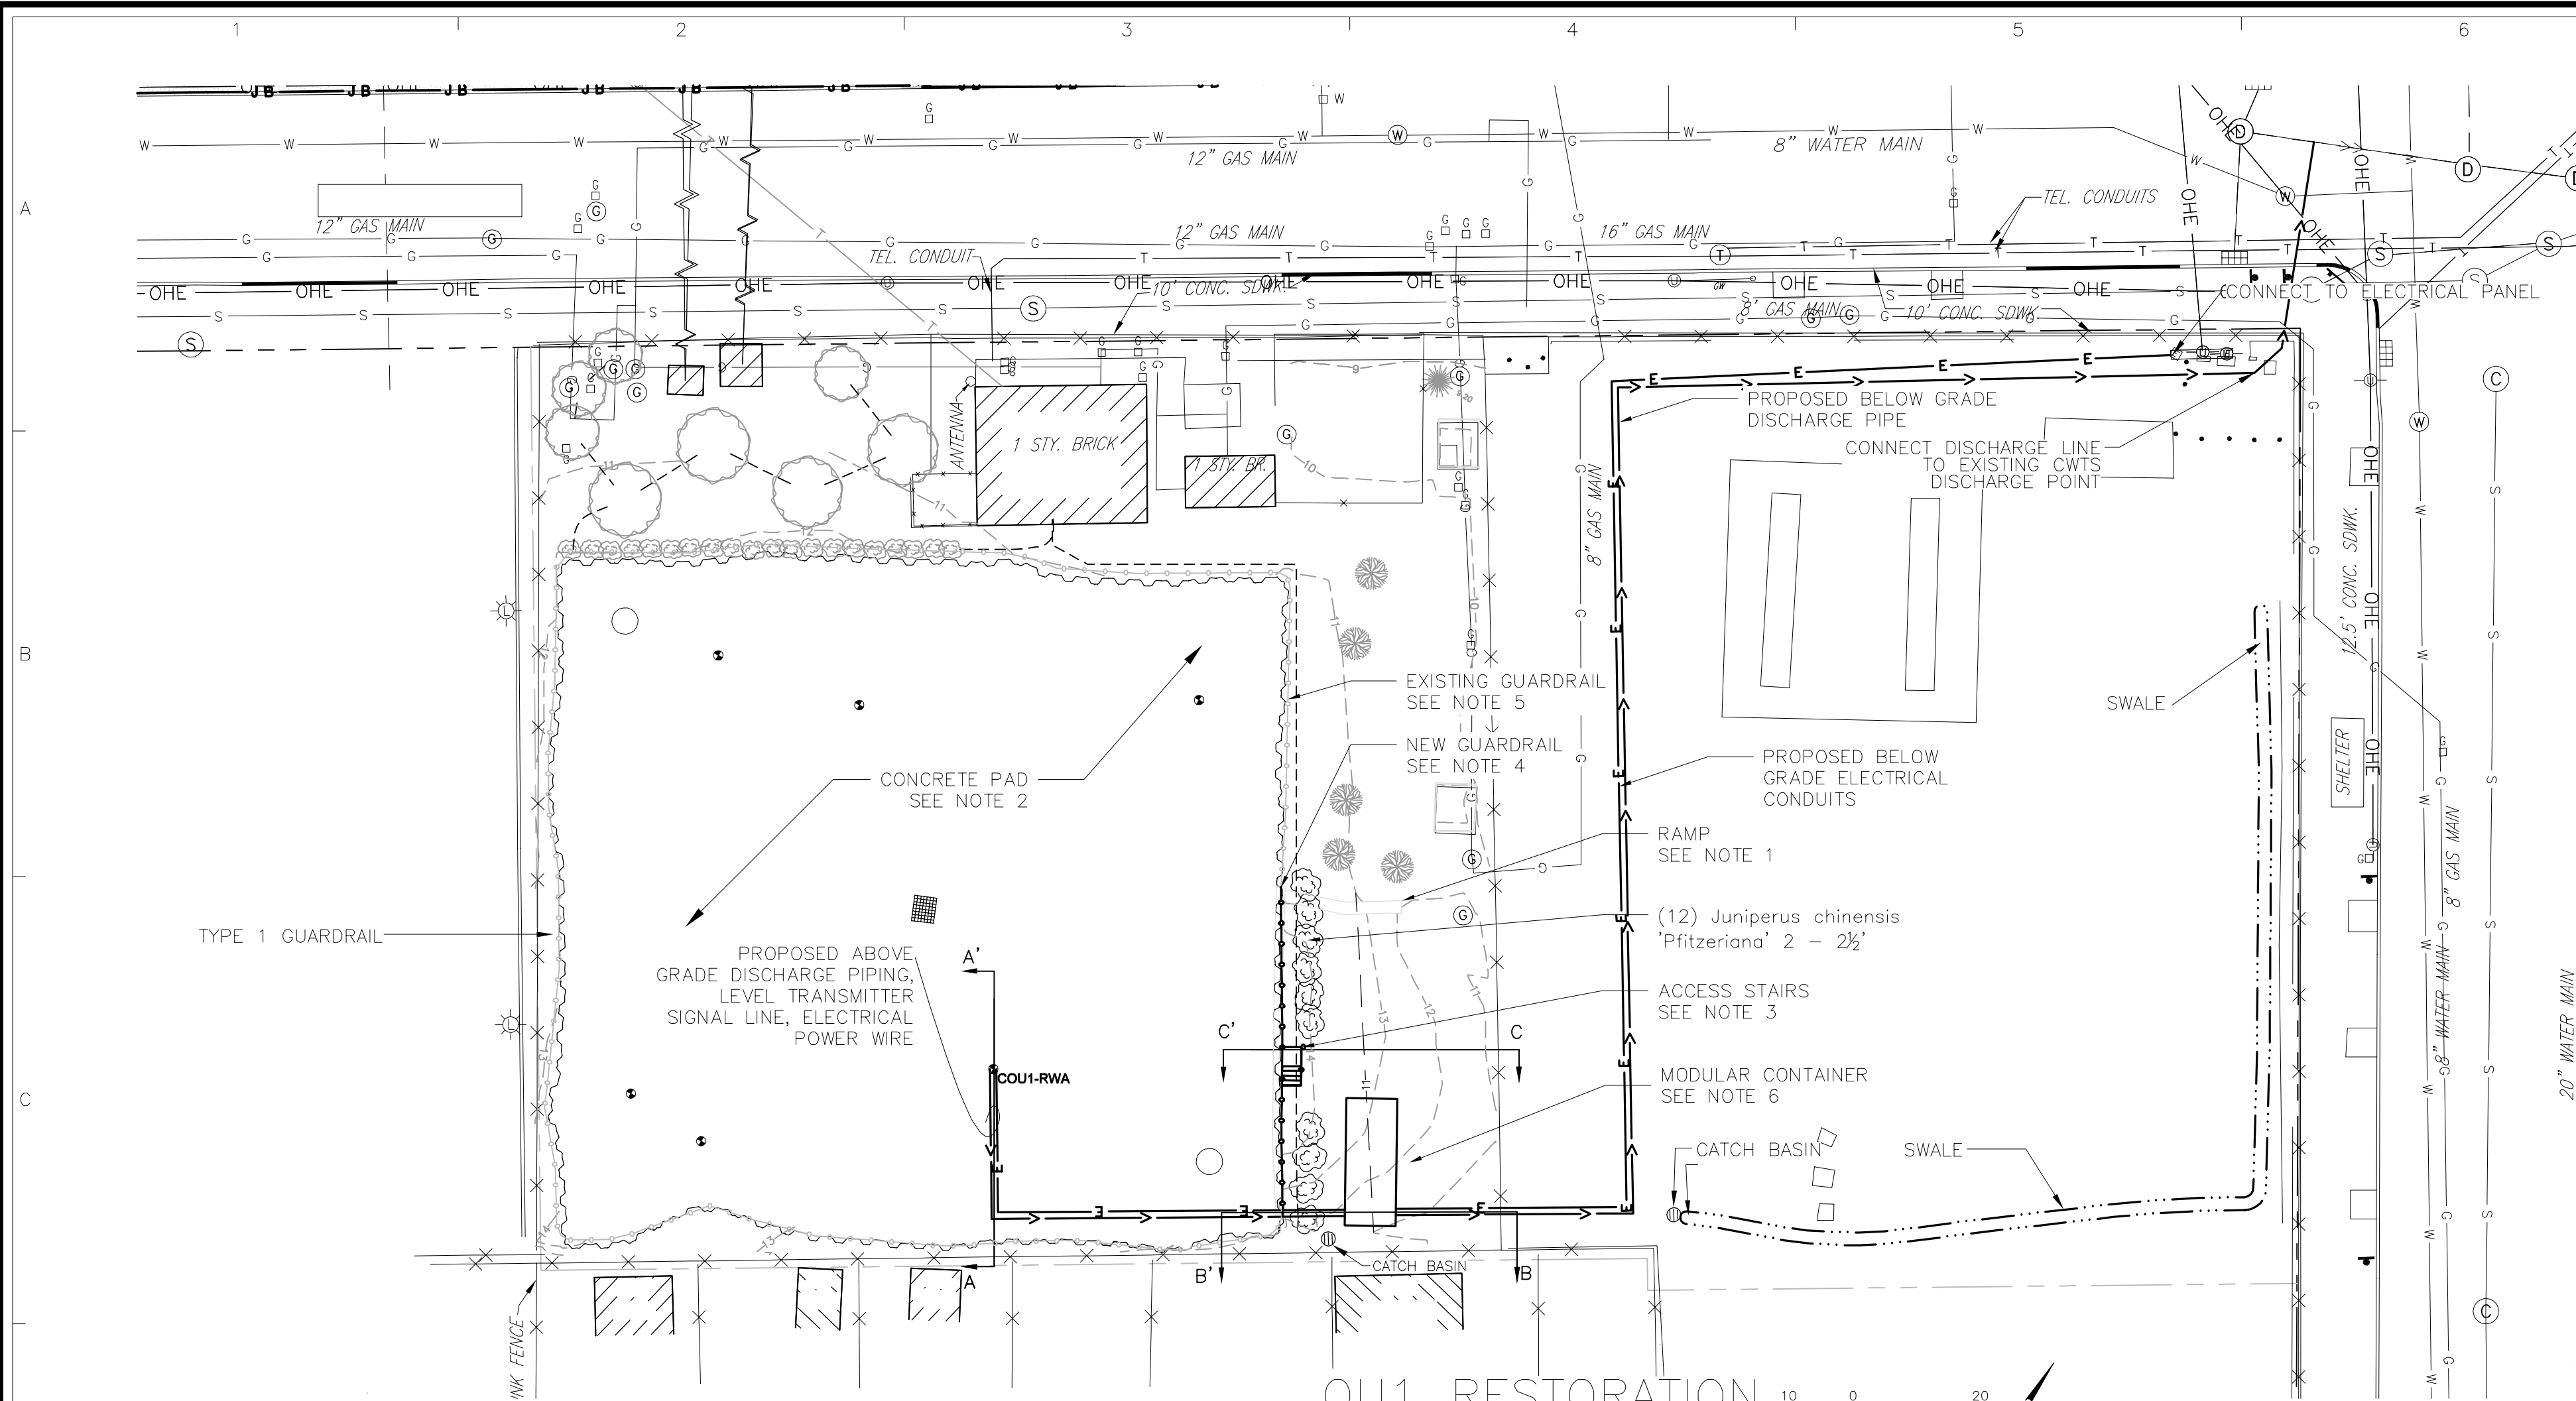 1 2 3 4 5 6
A
B
C
8" WATER MAIN
12" GAS MAIN
12" GAS MAIN
12" GAS MAIN
16" GAS MAIN
TEL. CONDUITS
TEL. CONDUIT
OHE
10' CONC. SDWK.
8' GAS MAIN
10' CONC. SDWK.
CONNECT TO ELECTRICAL PANEL
ANTENNA
1 STY. BRICK
1 STY. BR.
PROPOSED BELOW GRADE
DISCHARGE PIPE
CONNECT DISCHARGE LINE
TO EXISTING CWTS
DISCHARGE POINT
8" GAS MAIN
12.5' CONC. SDWK.
EXISTING GUARDRAIL
SEE NOTE 5
SWALE
NEW GUARDRAIL
SEE NOTE 4
CONCRETE PAD
SEE NOTE 2
PROPOSED BELOW
GRADE ELECTRICAL
CONDUITS
SHELTER
RAMP
SEE NOTE 1
8" GAS MAIN
TYPE 1 GUARDRAIL
(12) Juniperus chinensis
'Pfitzeriana' 2 – 2½'
PROPOSED ABOVE
GRADE DISCHARGE PIPING,
LEVEL TRANSMITTER
SIGNAL LINE, ELECTRICAL
POWER WIRE
A'
ACCESS STAIRS
SEE NOTE 3
8" WATER MAIN
20" WATER MAIN
C'
C
COU1-RWA
MODULAR CONTAINER
SEE NOTE 6
CATCH BASIN
SWALE
A
B'
CATCH BASIN
B
FENCE
OU1 RESTORATION
10 0 20